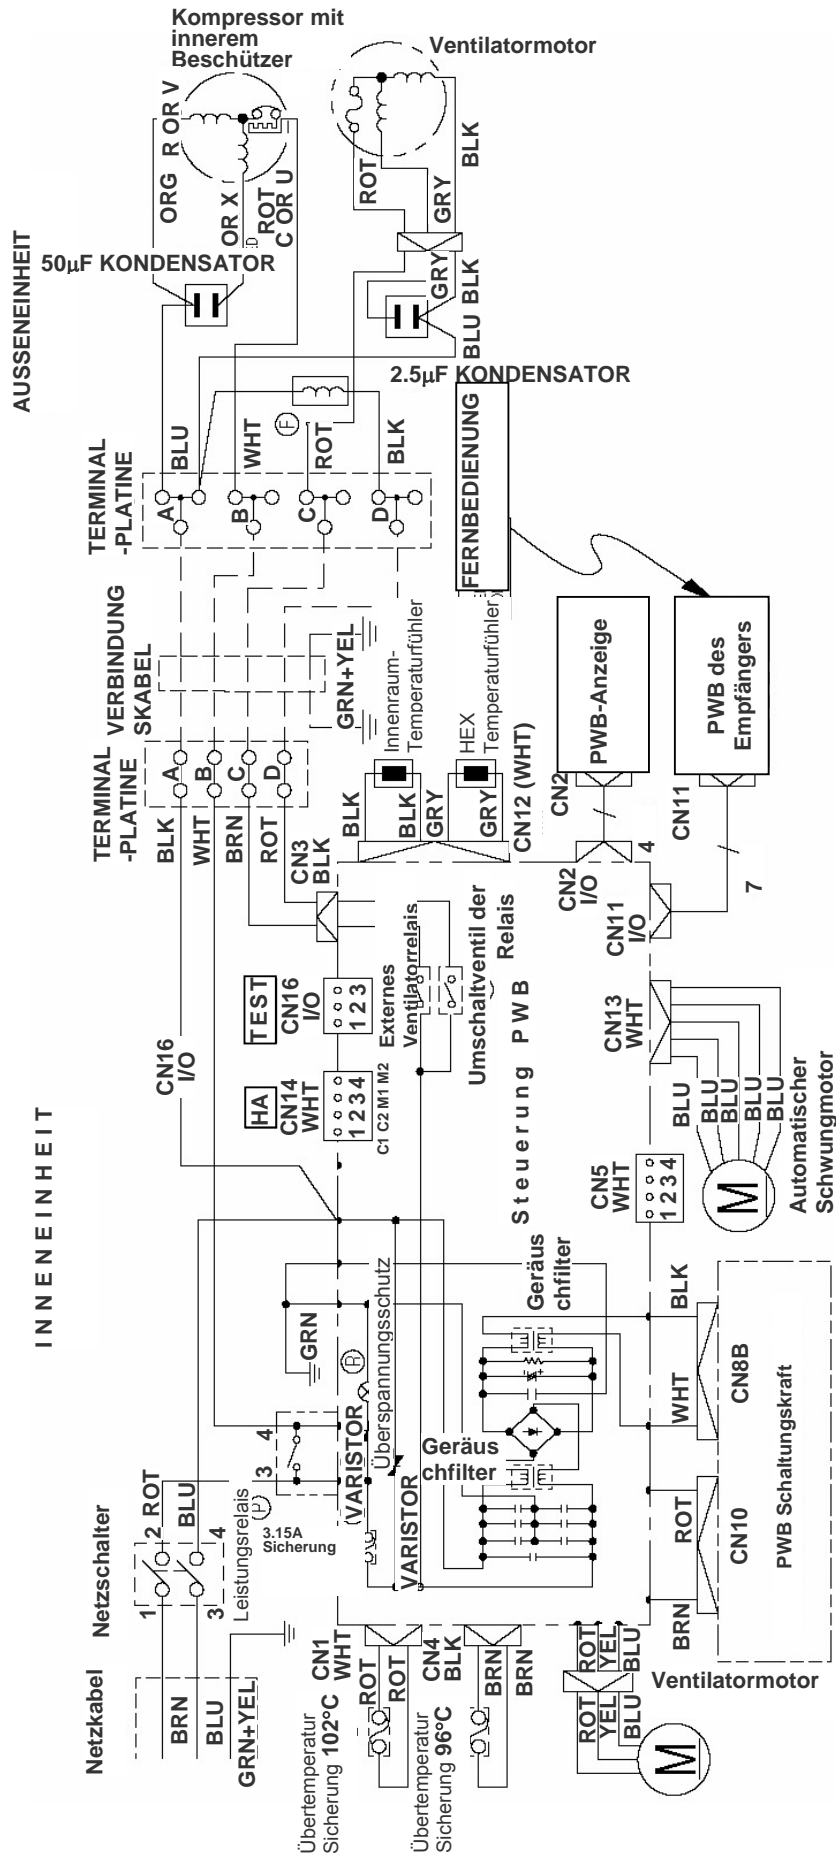 Kompressor mit
innerem
Beschützer
Ventilatormotor
AUSSENEINHEIT
ORG
R OR V
OR X
ROT
C OR U
ROT
GRY
BLK
50µF KONDENSATOR
GRY
BLU BLK
2.5µF KONDENSATOR
TERMINAL
-PLATINE
BLU
WHT
F
ROT
BLK
A
B
C
D
FERNBEDIENUNG
VERBINDUNG
SKABEL
GRN+YEL
Innenraum-
Temperaturfühler
HEX
Temperaturfühler
PWB-Anzeige
PWB des
Empfängers
TERMINAL
-PLATINE
A
B
C
D
BLK
WHT
BRN
ROT
CN3
BLK
BLK
BLK
GRY
GRY
CN12 (WHT)
CN2
CN11
4
7
CN2
I/O
CN11
I/O
INNENEINHEIT
CN16
I/O
TEST
CN16
I/O
1 2 3
HA
CN14
WHT
1 2 3 4
C1 C2 M1 M2
Externes
Ventilatorrelais
Umschaltventil der
Relais
Steuerung PWB
CN13
WHT
BLU
BLU
BLU
BLU
BLU
M
Automatischer
Schwungmotor
CN5
WHT
1 2 3 4
GRN
R
Überspannungsschutz
VARISTOR
VARISTOR
Geräus
chfilter
Geräus
chfilter
BLK
WHT
CN8B
ROT
BRN
CN10
PWB Schaltungskraft
Netzschalter
1
2
3
4
ROT
BLU
Leistungsrelais
P
3
4
3.15A
Sicherung
Netzkabel
BRN
BLU
GRN+YEL
CN1
WHT
ROT
ROT
Übertemperatur
Sicherung 102°C
CN4
BLK
BRN
BRN
Übertemperatur
Sicherung 96°C
ROT
YEL
BLU
ROT
YEL
BLU
M
Ventilatormotor